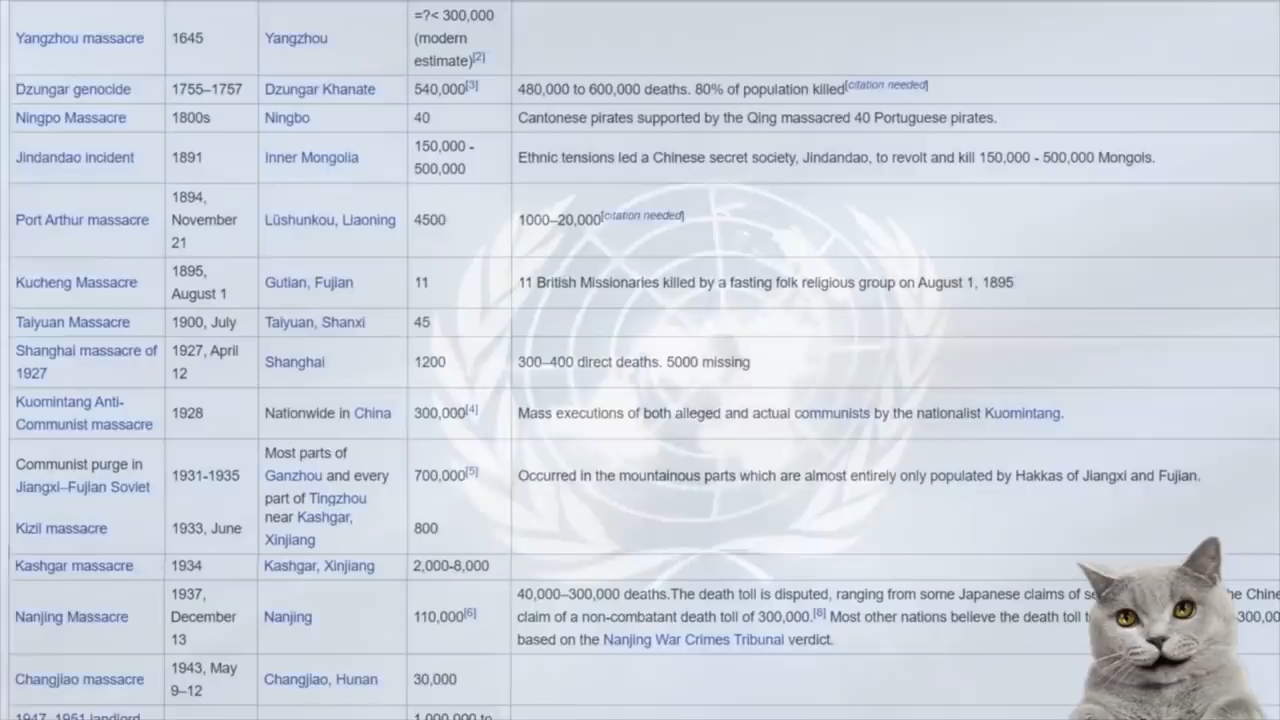 =?< 300,000
Yangzhou massacre 1645 Yangzhou (modern
estimate)[2]
Dzungar genocide 1755–1757 Dzungar Khanate 540,000[3] 480,000 to 600,000 deaths. 80% of population killed[citation needed]
Ningpo Massacre 1800s Ningbo 40 Cantonese pirates supported by the Qing massacred 40 Portuguese pirates.
Jindandao incident 1891 Inner Mongolia 150,000 -
500,000 Ethnic tensions led a Chinese secret society, Jindandao, to revolt and kill 150,000 - 500,000 Mongols.
1894,
Port Arthur massacre November Lüshunkou, Liaoning 4500 1000–20,000[citation needed]
21
Kucheng Massacre 1895,
August 1 Gutian, Fujian 11 11 British Missionaries killed by a fasting folk religious group on August 1, 1895
Taiyuan Massacre 1900, July Taiyuan, Shanxi 45
Shanghai massacre of
1927 1927, April
12 Shanghai 1200 300–400 direct deaths. 5000 missing
Kuomintang Anti-
Communist massacre 1928 Nationwide in China 300,000[4] Mass executions of both alleged and actual communists by the nationalist Kuomintang.
Communist purge in
Jiangxi–Fujian Soviet 1931-1935 Most parts of
Ganzhou and every
part of Tingzhou 700,000[5] Occurred in the mountainous parts which are almost entirely only populated by Hakkas of Jiangxi and Fujian.
Kizil massacre 1933, June near Kashgar,
Xinjiang 800
Kashgar massacre 1934 Kashgar, Xinjiang 2,000-8,000
Nanjing Massacre 1937,
December
13 Nanjing 110,000[6] 40,000–300,000 deaths.The death toll is disputed, ranging from some Japanese claims of
claim of a non-combatant death toll of 300,000.[8] Most other nations believe the death toll
based on the Nanjing War Crimes Tribunal verdict.
Changjiao massacre 1943, May
9–12 Changjiao, Hunan 30,000
1947–1951 landlord 1,000,000 to